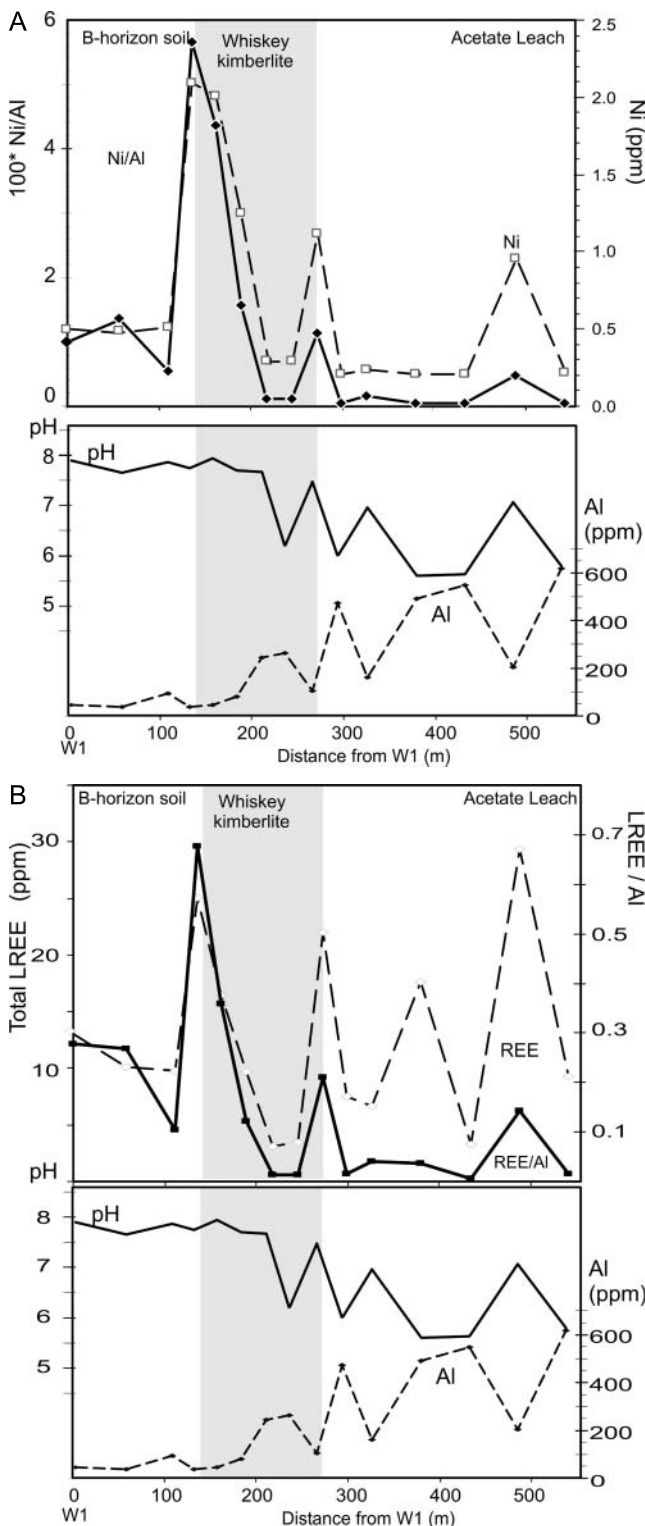 A
B-horizon soil
Whiskey
kimberlite
Acetate Leach
6
4
2
0
100* Ni/Al
2.5
2.0
1.5
1.0
0.5
0.0
Ni (ppm)
Ni/Al
Ni
pH
8
7
6
5
pH
Al
(ppm)
600
400
200
0
Al
0
100
200
300
400
500
W1
Distance from W1 (m)
B
B-horizon soil
Whiskey
kimberlite
Acetate Leach
30
20
10
Total LREE (ppm)
0.7
0.5
0.3
0.1
LREE / Al
REE
REE/Al
pH
8
7
6
5
pH
Al
(ppm)
600
400
200
0
Al
0
100
200
300
400
500
W1
Distance from W1 (m)